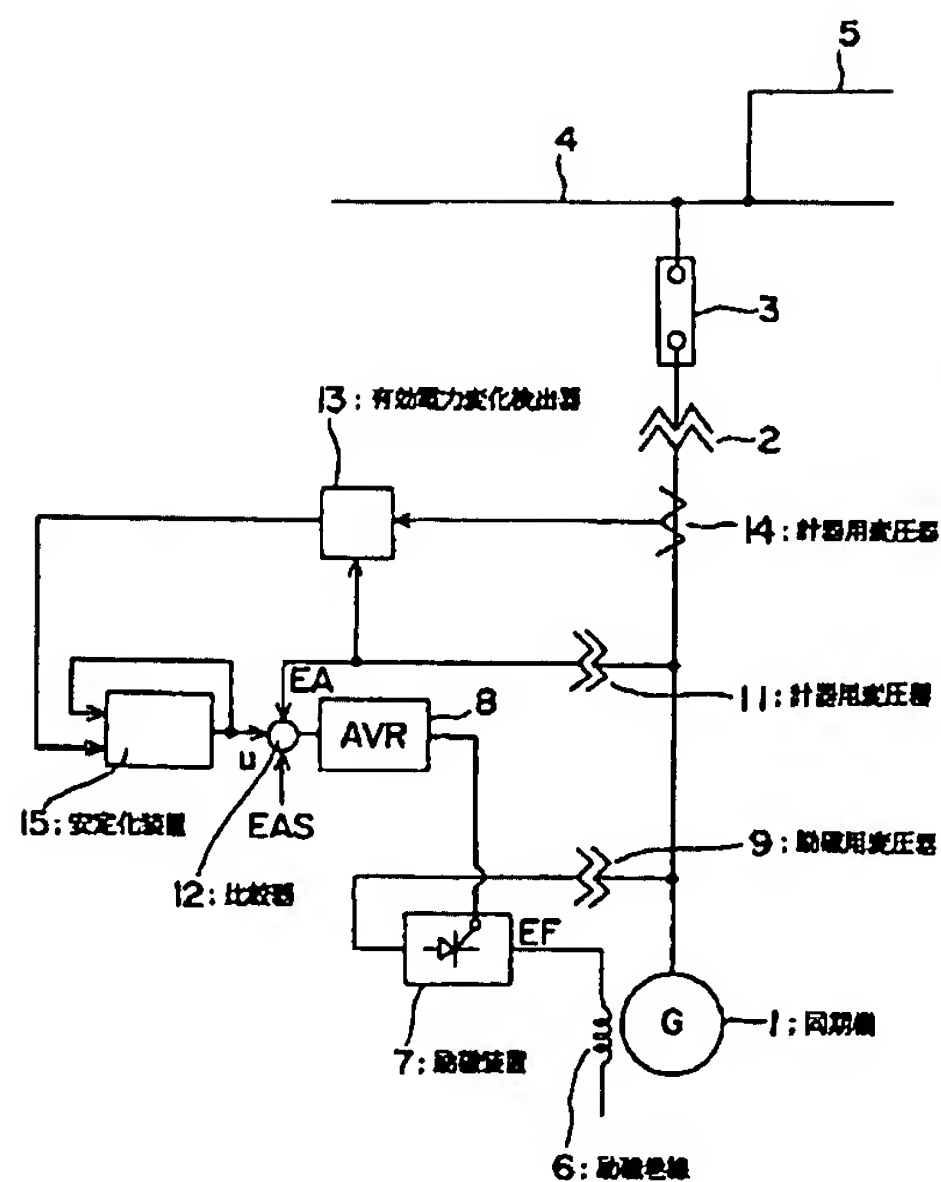 5
4
3
13:有効電力変化検出器
2
14:計器用変圧器
EA
8
11:計器用変圧器
AVR
u
15:安定化装置
EAS
9:励磁用変圧器
12:比較器
EF
G
1:同期機
7:励磁装置
6:励磁巻線